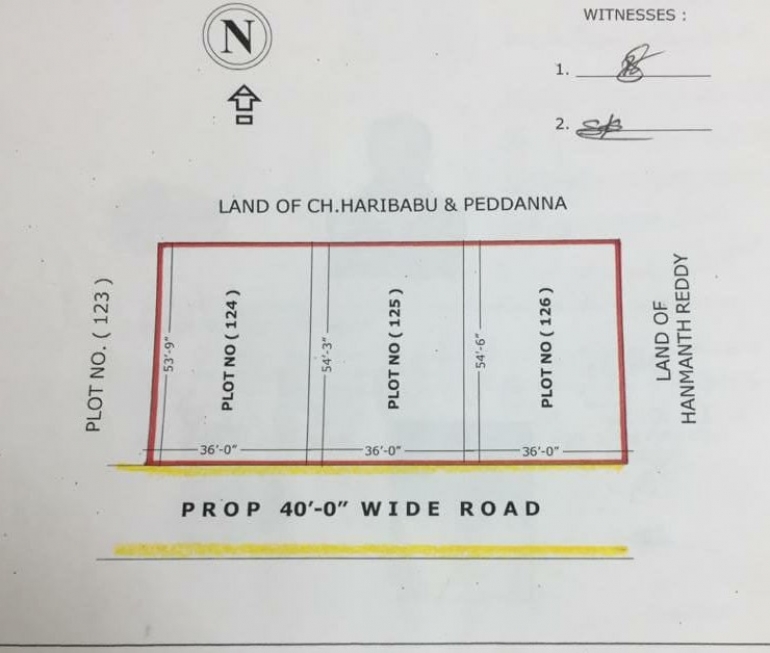 N
WITNESSES :
1.
2.
LAND OF CH.HARIBABU & PEDDANNA
PLOT NO. ( 123 )
53'-9"
PLOT NO ( 124 )
54'-3"
PLOT NO ( 125 )
54'-6"
PLOT NO ( 126 )
LAND OF
HANMANTH REDDY
36'-0"
36'-0"
36'-0"
PROP 40'-0" WIDE ROAD